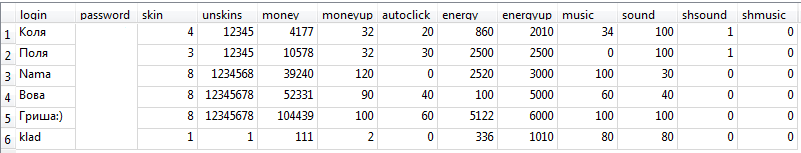 login password skin unskins money moneyup autoclick energy energyup music sound shsound shmusic
1 Коля 4 12345 4177 32 20 860 2010 34 100 1 0
2 Поля 3 12345 10578 32 30 2500 2500 0 100 1 0
3 Nama 8 1234568 39240 120 0 2520 3000 100 30 0 0
4 Вова 8 12345678 52331 90 40 100 5000 60 40 0 0
5 Гриша:) 8 12345678 104439 100 60 5122 6000 100 100 0 0
6 klad 1 1 111 2 0 336 1010 80 80 0 0